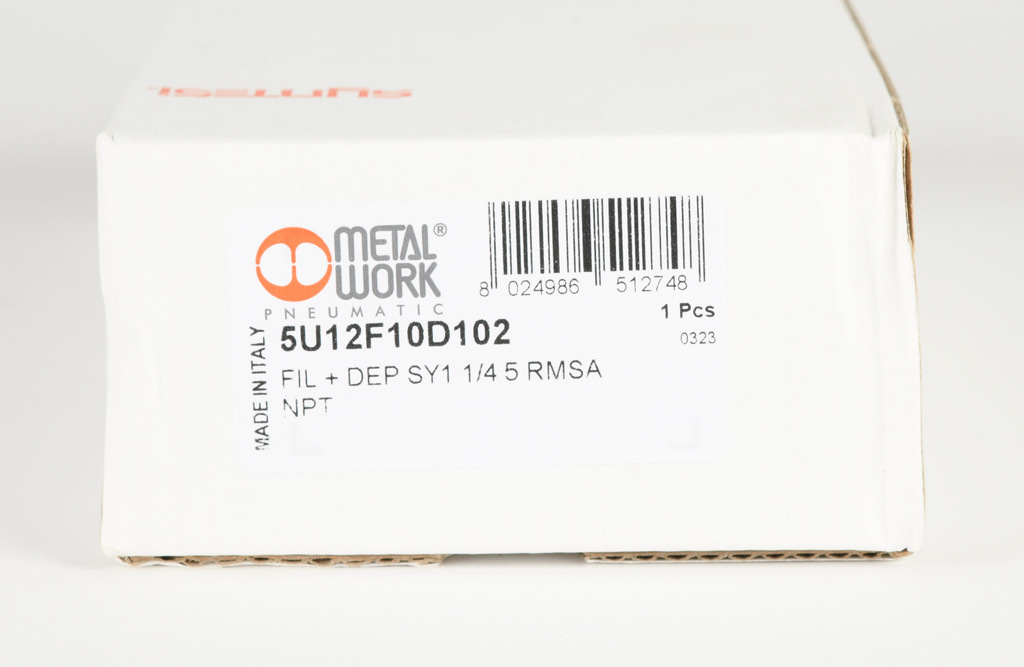 syntesi
METAL®
WORK
PNEUMATIC
8 024986 512748
1 Pcs
0323
5U12F10D102
FIL + DEP SY1 1/4 5 RMSA
NPT
MADE IN ITALY